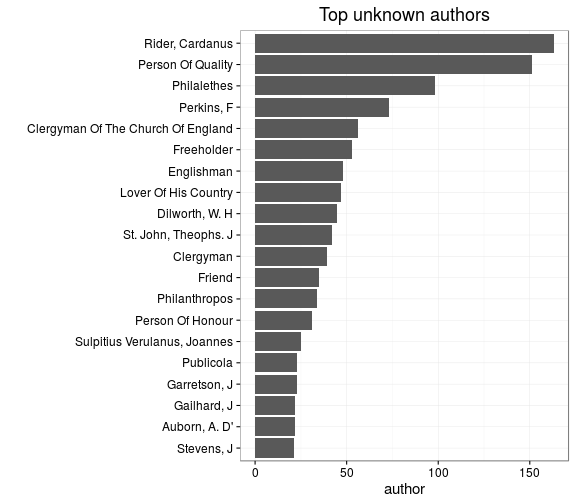 Top unknown authors
Rider, Cardanus
Person Of Quality
Philalethes
Perkins, F
Clergyman Of The Church Of England
Freeholder
Englishman
Lover Of His Country
Dilworth, W. H
St. John, Theophs. J
Clergyman
Friend
Philanthropos
Person Of Honour
Sulpitius Verulanus, Joannes
Publicola
Garretson, J
Gailhard, J
Auborn, A. D'
Stevens, J
0 50 100 150
author